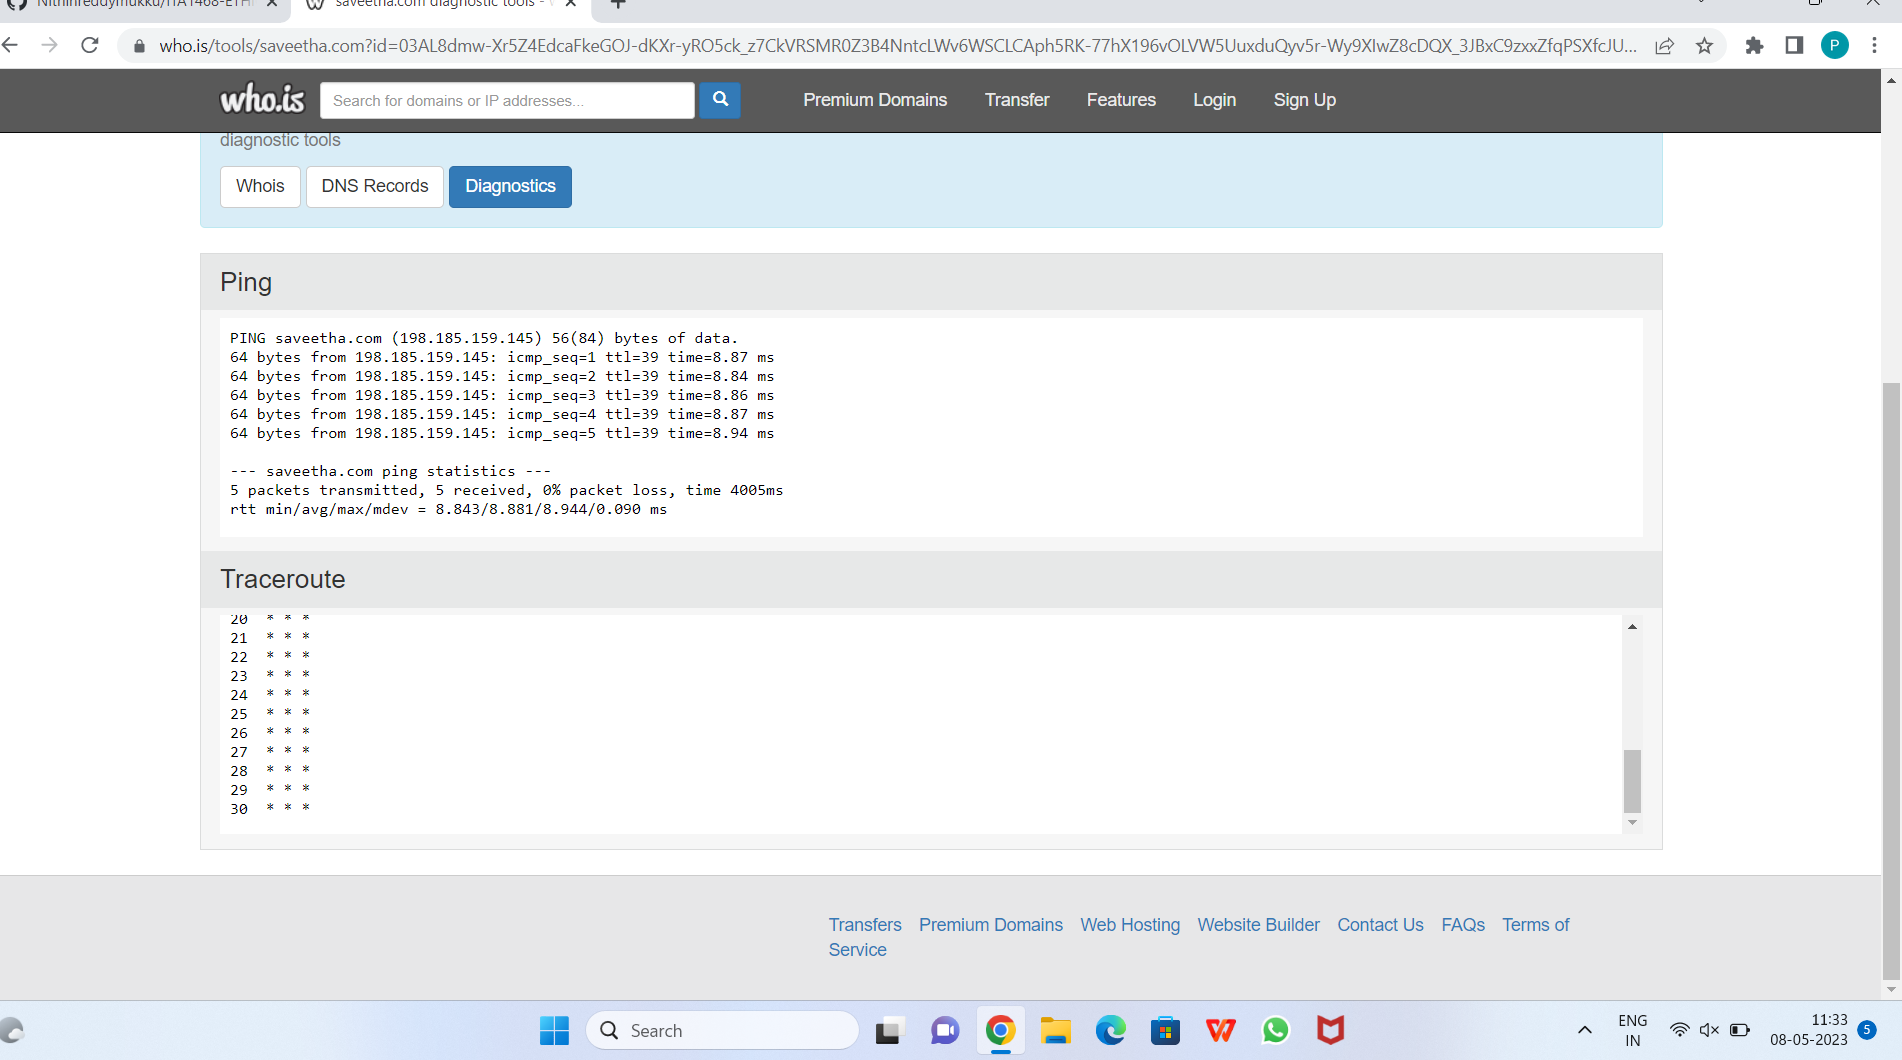 Nithinreddymukku/ITA1468-ETHI
saveetha.com diagnostic tools -
who.is/tools/saveetha.com?id=03AL8dmw-Xr5Z4EdcaFkeGOJ-dKXr-yRO5ck_z7CkVRSMR0Z3B4NntcLWv6WSCLCAph5RK-77hX196vOLVW5UuxduQyv5r-Wy9XIwZ8cDQX_3JBxC9zxxZfqPSXfcJU...
P
who.is
Search for domains or IP addresses...
Premium Domains
Transfer
Features
Login
Sign Up
diagnostic tools
Whois
DNS Records
Diagnostics
Ping
PING saveetha.com (198.185.159.145) 56(84) bytes of data.
64 bytes from 198.185.159.145: icmp_seq=1 ttl=39 time=8.87 ms
64 bytes from 198.185.159.145: icmp_seq=2 ttl=39 time=8.84 ms
64 bytes from 198.185.159.145: icmp_seq=3 ttl=39 time=8.86 ms
64 bytes from 198.185.159.145: icmp_seq=4 ttl=39 time=8.87 ms
64 bytes from 198.185.159.145: icmp_seq=5 ttl=39 time=8.94 ms
--- saveetha.com ping statistics ---
5 packets transmitted, 5 received, 0% packet loss, time 4005ms
rtt min/avg/max/mdev = 8.843/8.881/8.944/0.090 ms
Traceroute
20 * * *
21 * * *
22 * * *
23 * * *
24 * * *
25 * * *
26 * * *
27 * * *
28 * * *
29 * * *
30 * * *
Transfers Premium Domains Web Hosting Website Builder Contact Us FAQs Terms of
Service
Search
ENG
IN
11:33
08-05-2023
5